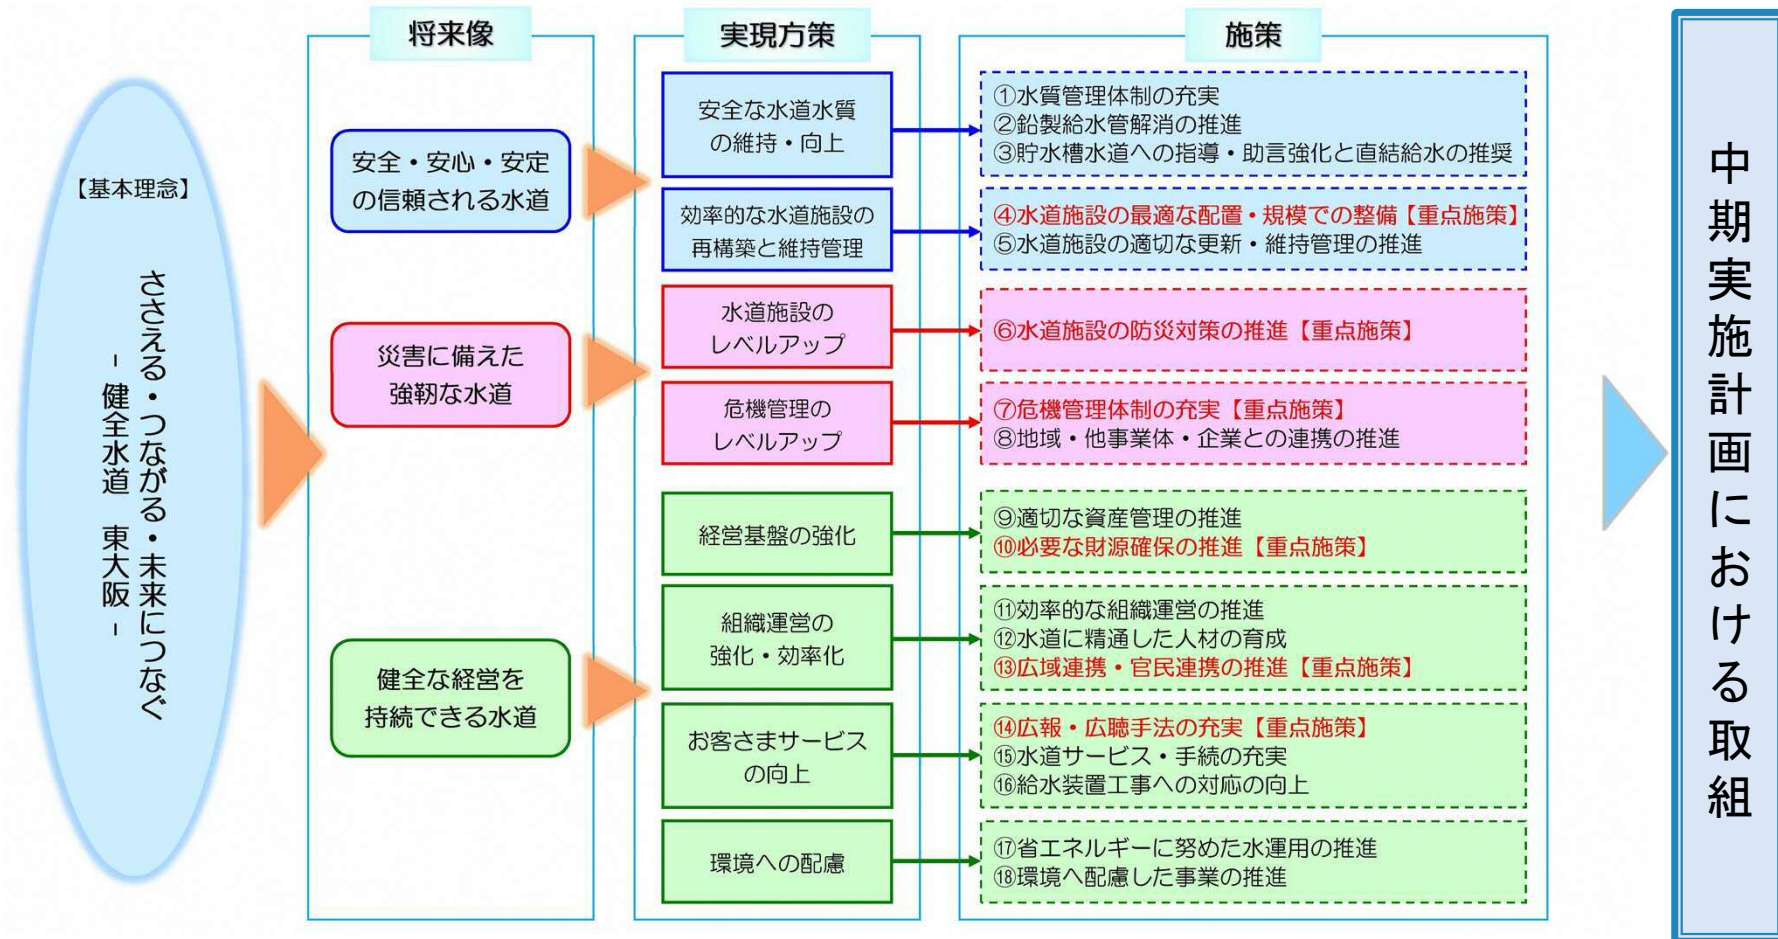 【基本理念】
ささえる・つながる・未来につなぐ
- 健全水道　東大阪 -
将来像
安全・安心・安定
の信頼される水道
災害に備えた
強靭な水道
健全な経営を
持続できる水道
実現方策
安全な水道水質
の維持・向上
効率的な水道施設の
再構築と維持管理
水道施設の
レベルアップ
危機管理の
レベルアップ
経営基盤の強化
組織運営の
強化・効率化
お客さまサービス
の向上
環境への配慮
施策
①水質管理体制の充実
②鉛製給水管解消の推進
③貯水槽水道への指導・助言強化と直結給水の推奨
④水道施設の最適な配置・規模での整備【重点施策】
⑤水道施設の適切な更新・維持管理の推進
⑥水道施設の防災対策の推進【重点施策】
⑦危機管理体制の充実【重点施策】
⑧地域・他事業体・企業との連携の推進
⑨適切な資産管理の推進
⑩必要な財源確保の推進【重点施策】
⑪効率的な組織運営の推進
⑫水道に精通した人材の育成
⑬広域連携・官民連携の推進【重点施策】
⑭広報・広聴手法の充実【重点施策】
⑮水道サービス・手続の充実
⑯給水装置工事への対応の向上
⑰省エネルギーに努めた水運用の推進
⑱環境へ配慮した事業の推進
中期実施計画における取組